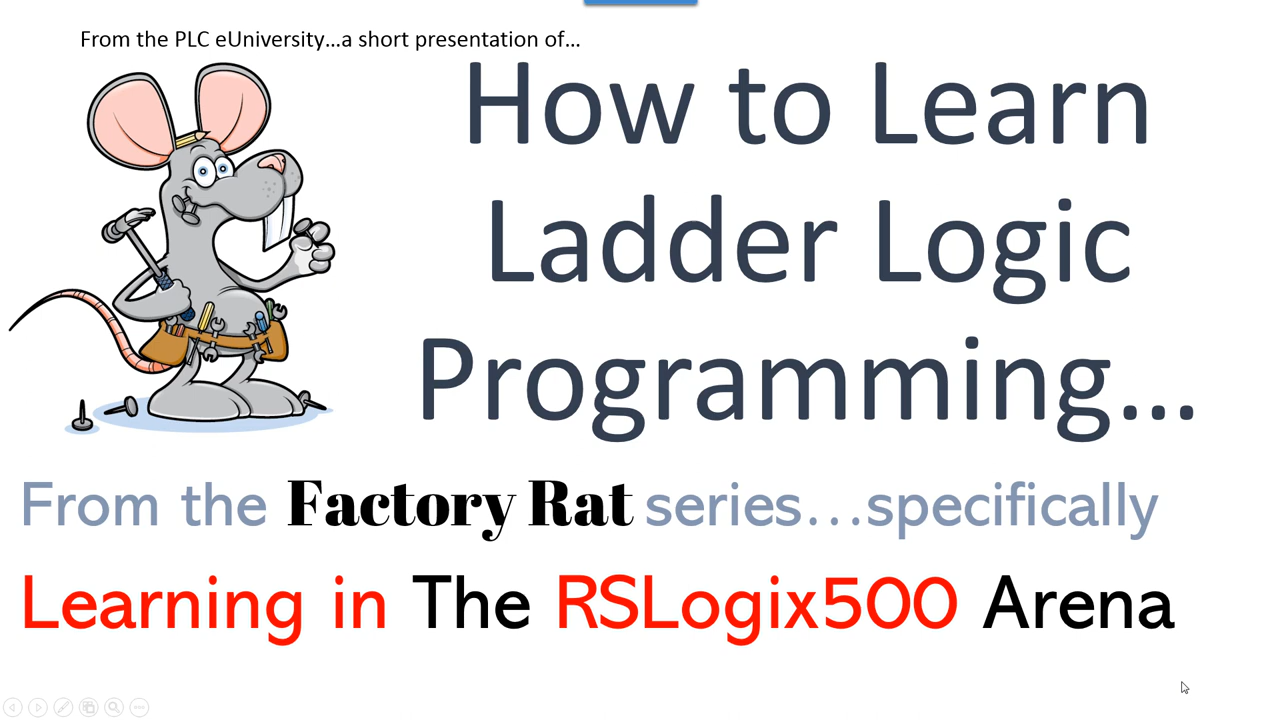 From the PLC eUniversity...a short presentation of...
How to Learn
Ladder Logic
Programming...
From the Factory Rat series...specifically
Learning in The RSLogix500 Arena